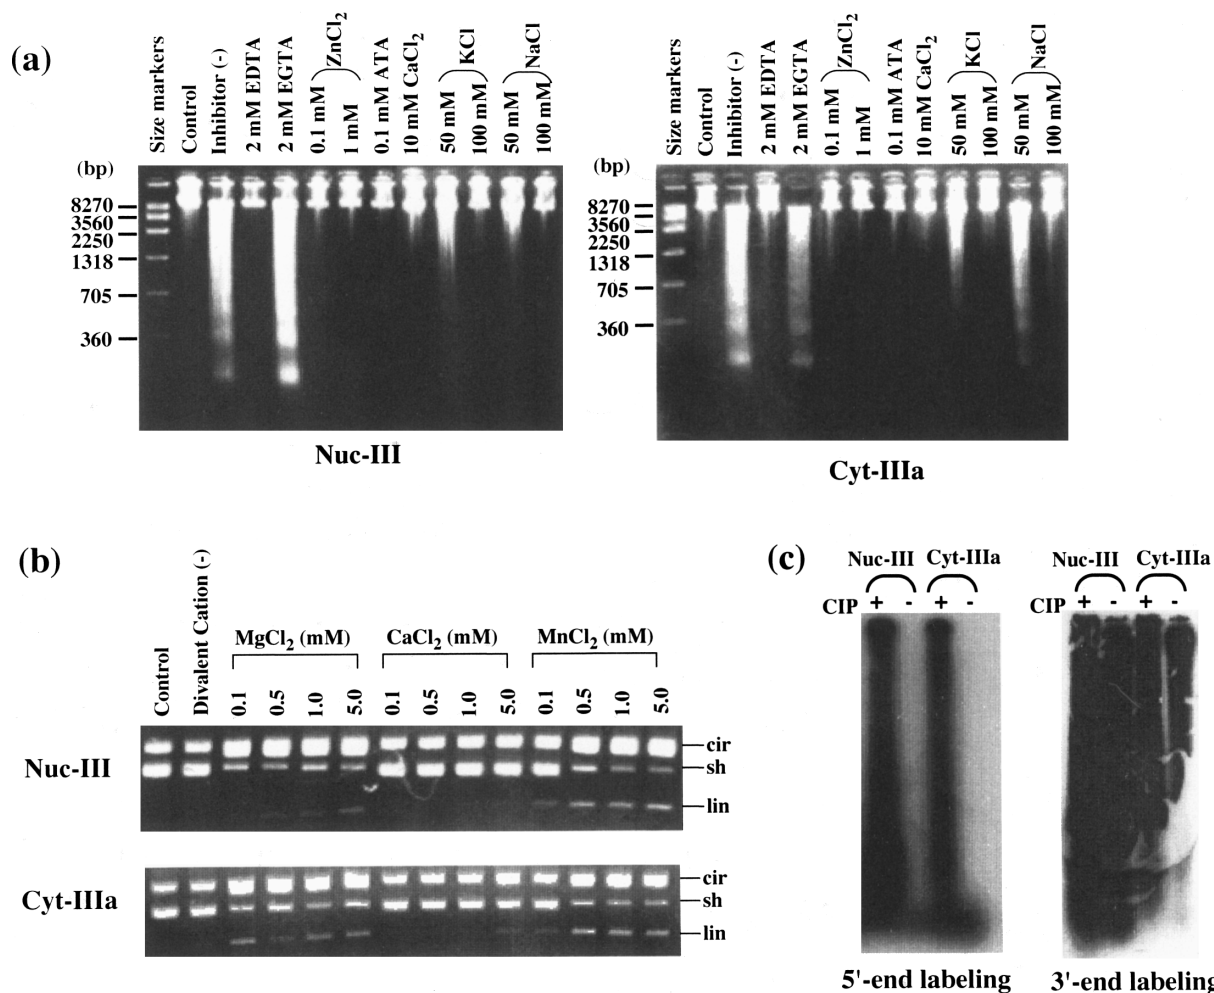 (a)
Size markers
Control
Inhibitor (-)
2 mM EDTA
2 mM EGTA
0.1 mM
1 mM
ZnCl2
0.1 mM ATA
10 mM CaCl2
50 mM
100 mM
KCl
50 mM
100 mM
NaCl
(bp)
8270
3560
2250
1318
705
360
Nuc-III
Size markers
Control
Inhibitor (-)
2 mM EDTA
2 mM EGTA
0.1 mM
1 mM
ZnCl2
0.1 mM ATA
10 mM CaCl2
50 mM
100 mM
KCl
50 mM
100 mM
NaCl
(bp)
8270
3560
2250
1318
705
360
Cyt-IIIa
(b)
Control
Divalent Cation (-)
MgCl2 (mM)
CaCl2 (mM)
MnCl2 (mM)
0.1 0.5 1.0 5.0 0.1 0.5 1.0 5.0 0.1 0.5 1.0 5.0
Nuc-III
cir
sh
lin
Cyt-IIIa
cir
sh
lin
(c)
Nuc-III Cyt-IIIa
CIP + - + -
5'-end labeling
Nuc-III Cyt-IIIa
CIP + - + -
3'-end labeling